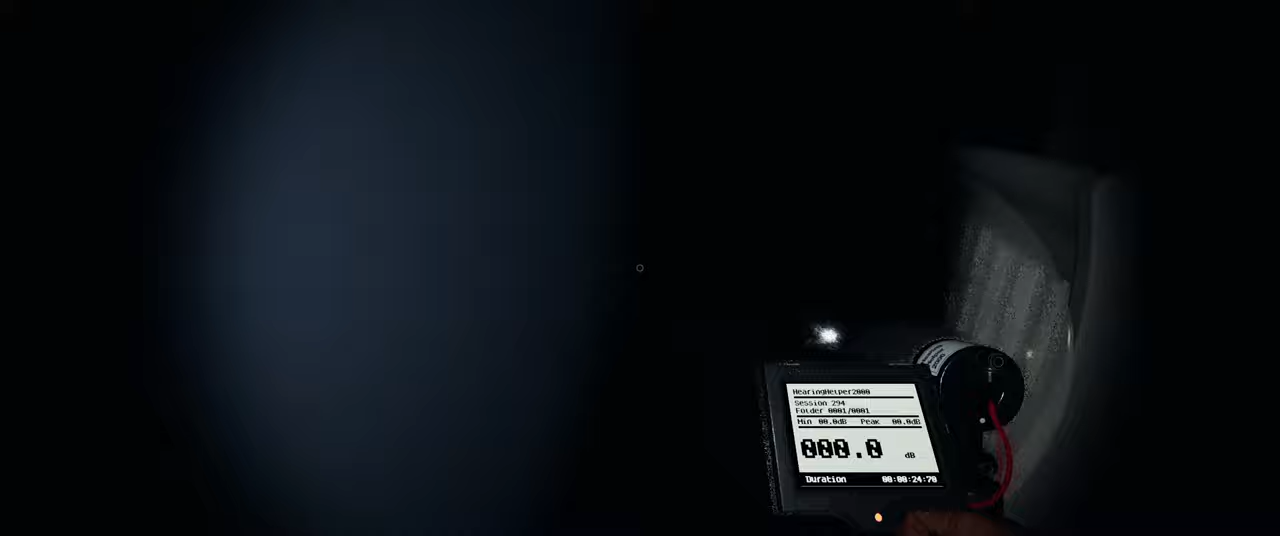 HearingHelper2000
Session 294
Folder 0001/0001
Min 00.0dB Peak 00.0dB
000.0 dB
Duration 00:00:24:70